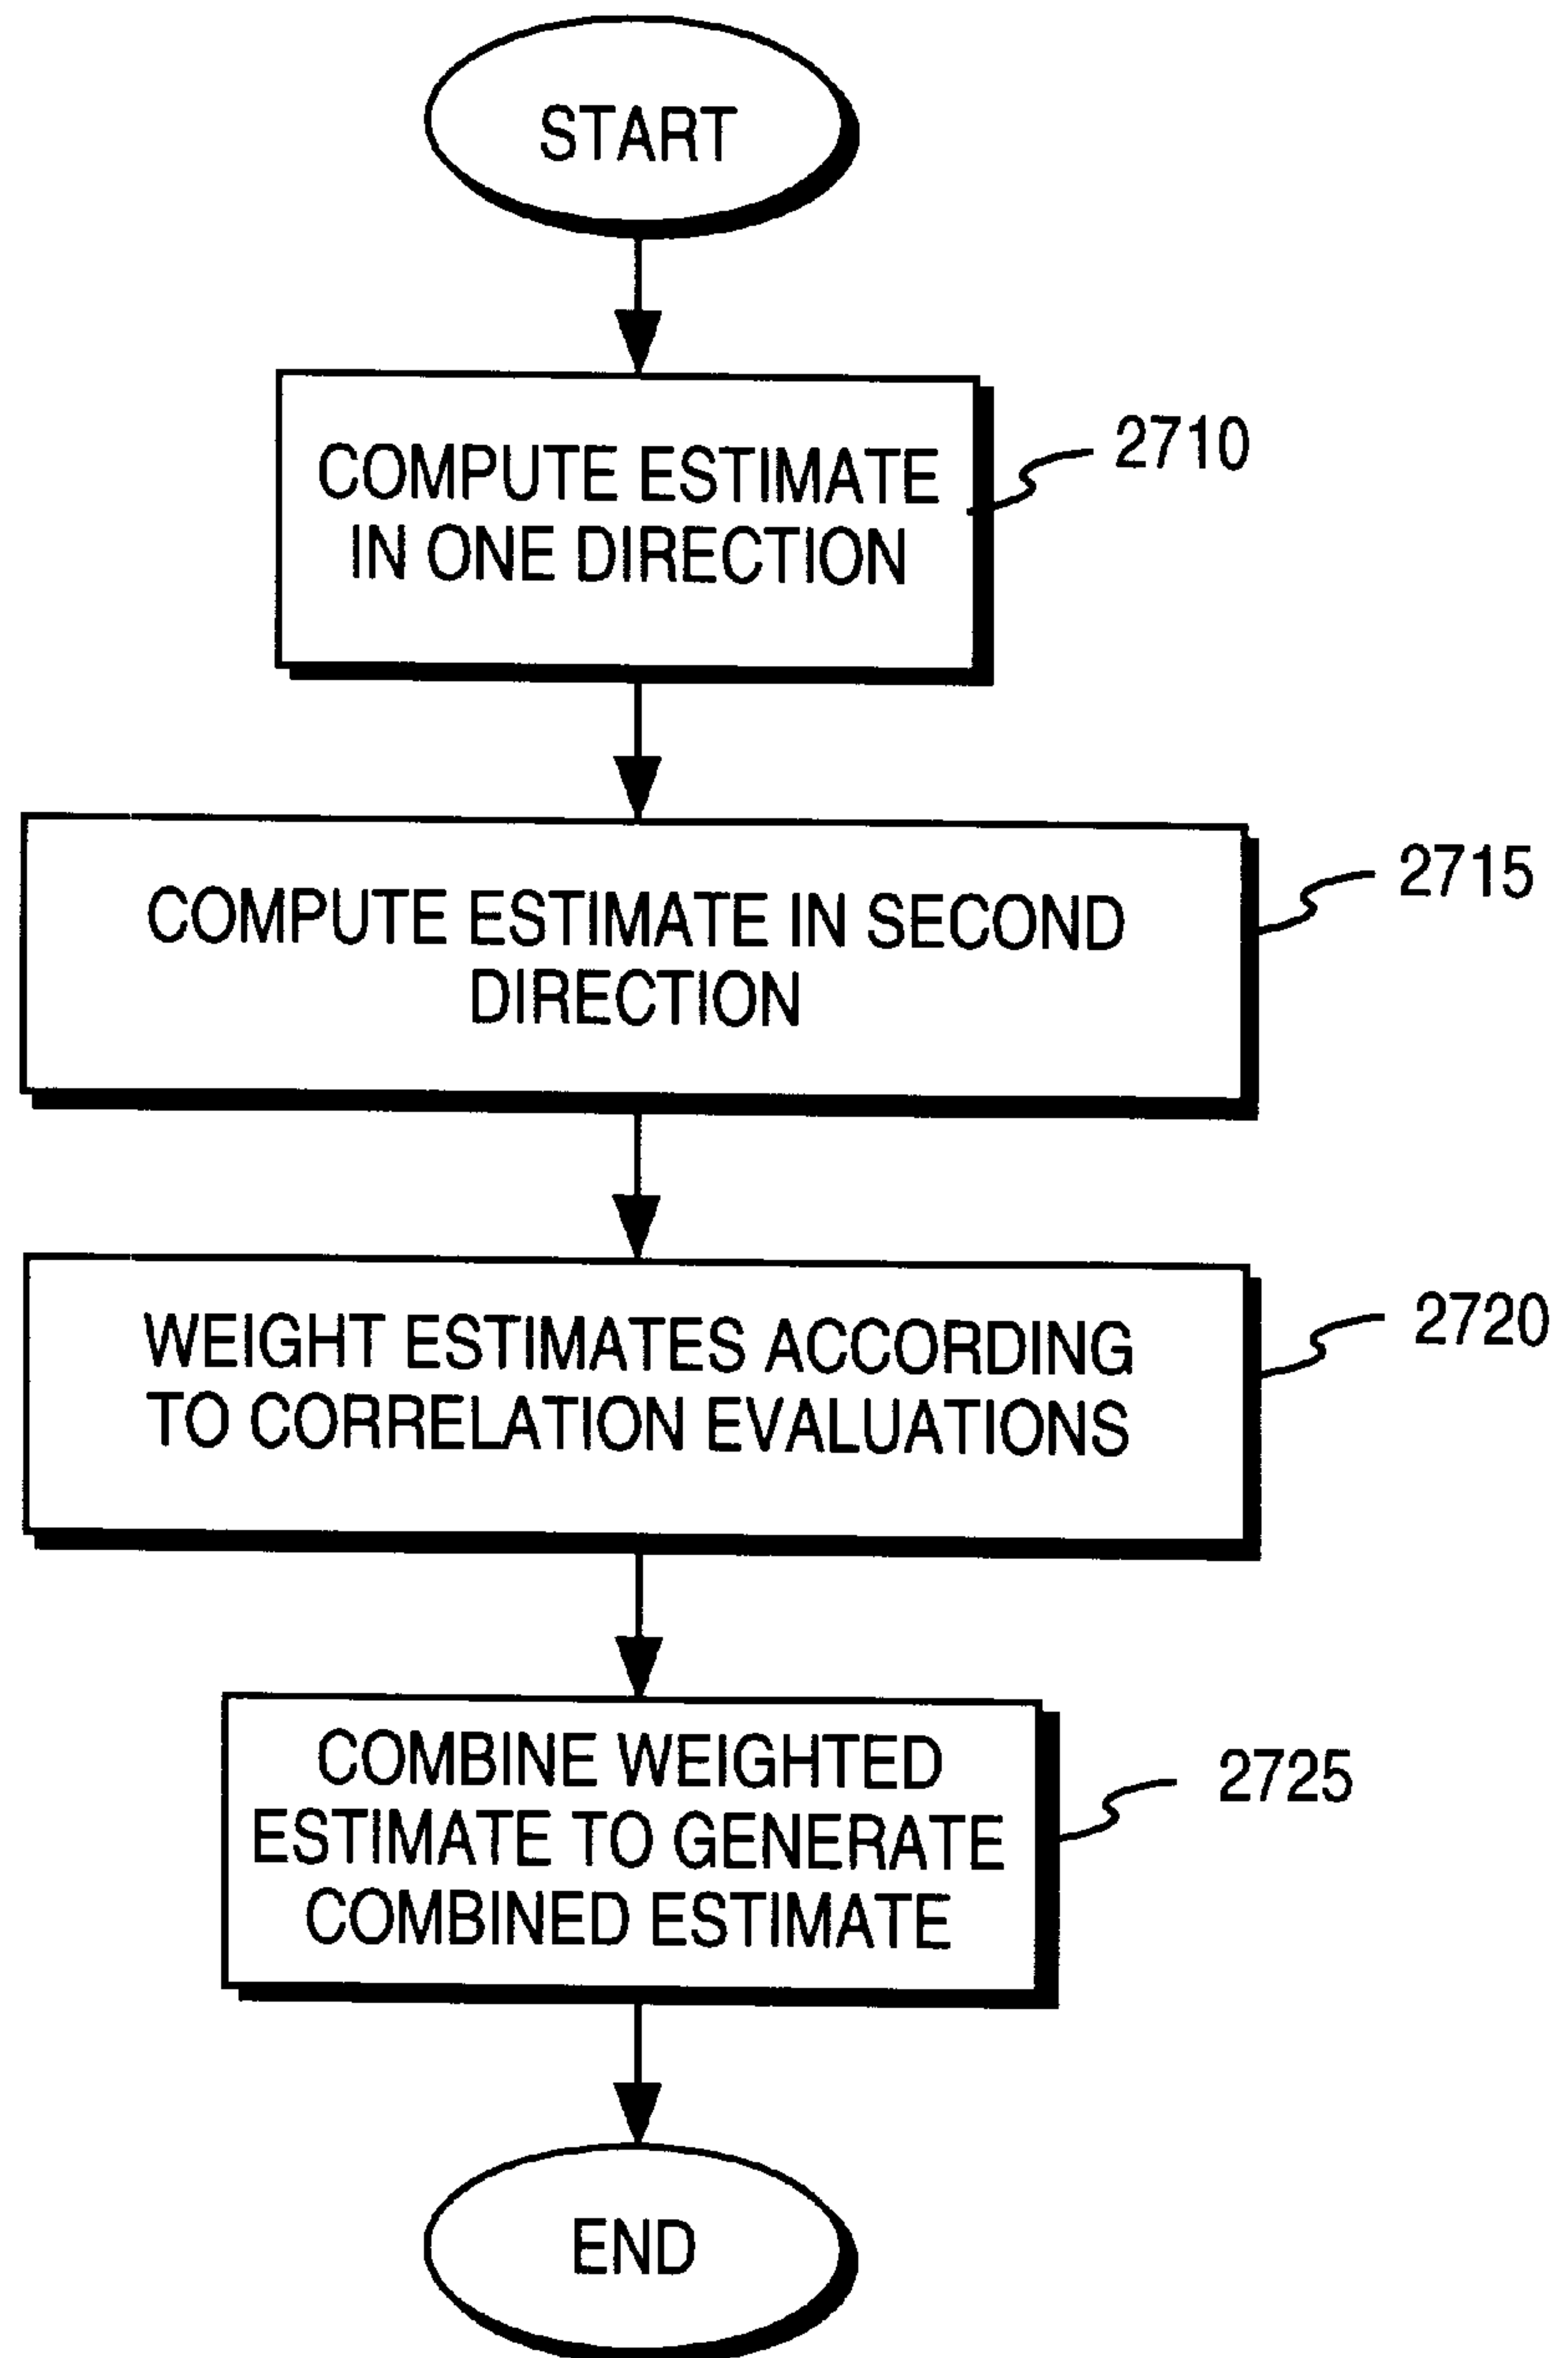 START
COMPUTE ESTIMATE
IN ONE DIRECTION
2710
COMPUTE ESTIMATE IN SECOND
DIRECTION
2715
WEIGHT ESTIMATES ACCORDING
TO CORRELATION EVALUATIONS
2720
COMBINE WEIGHTED
ESTIMATE TO GENERATE
COMBINED ESTIMATE
2725
END